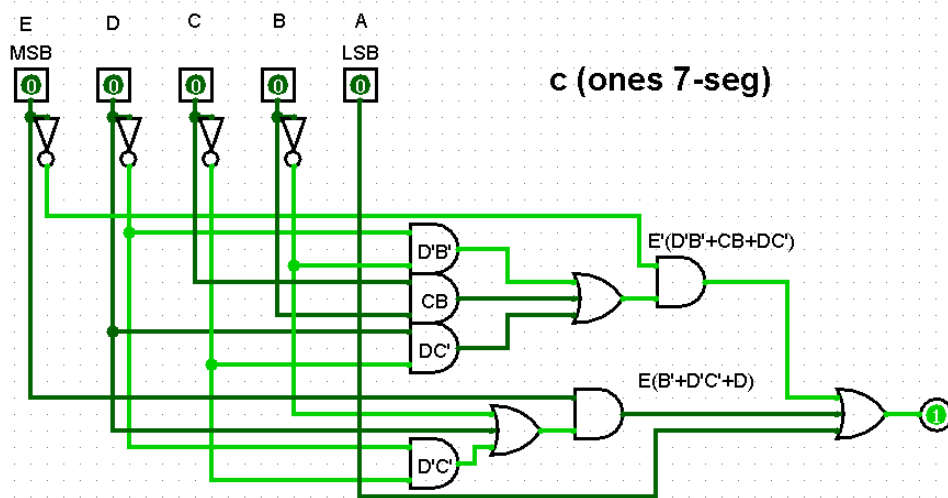 E D C B A
MSB LSB
c (ones 7-seg)
0 0 0 0 0
E'(D'B'+CB+DC')
D'B'
CB
DC'
E(B'+D'C'+D)
1
D'C'